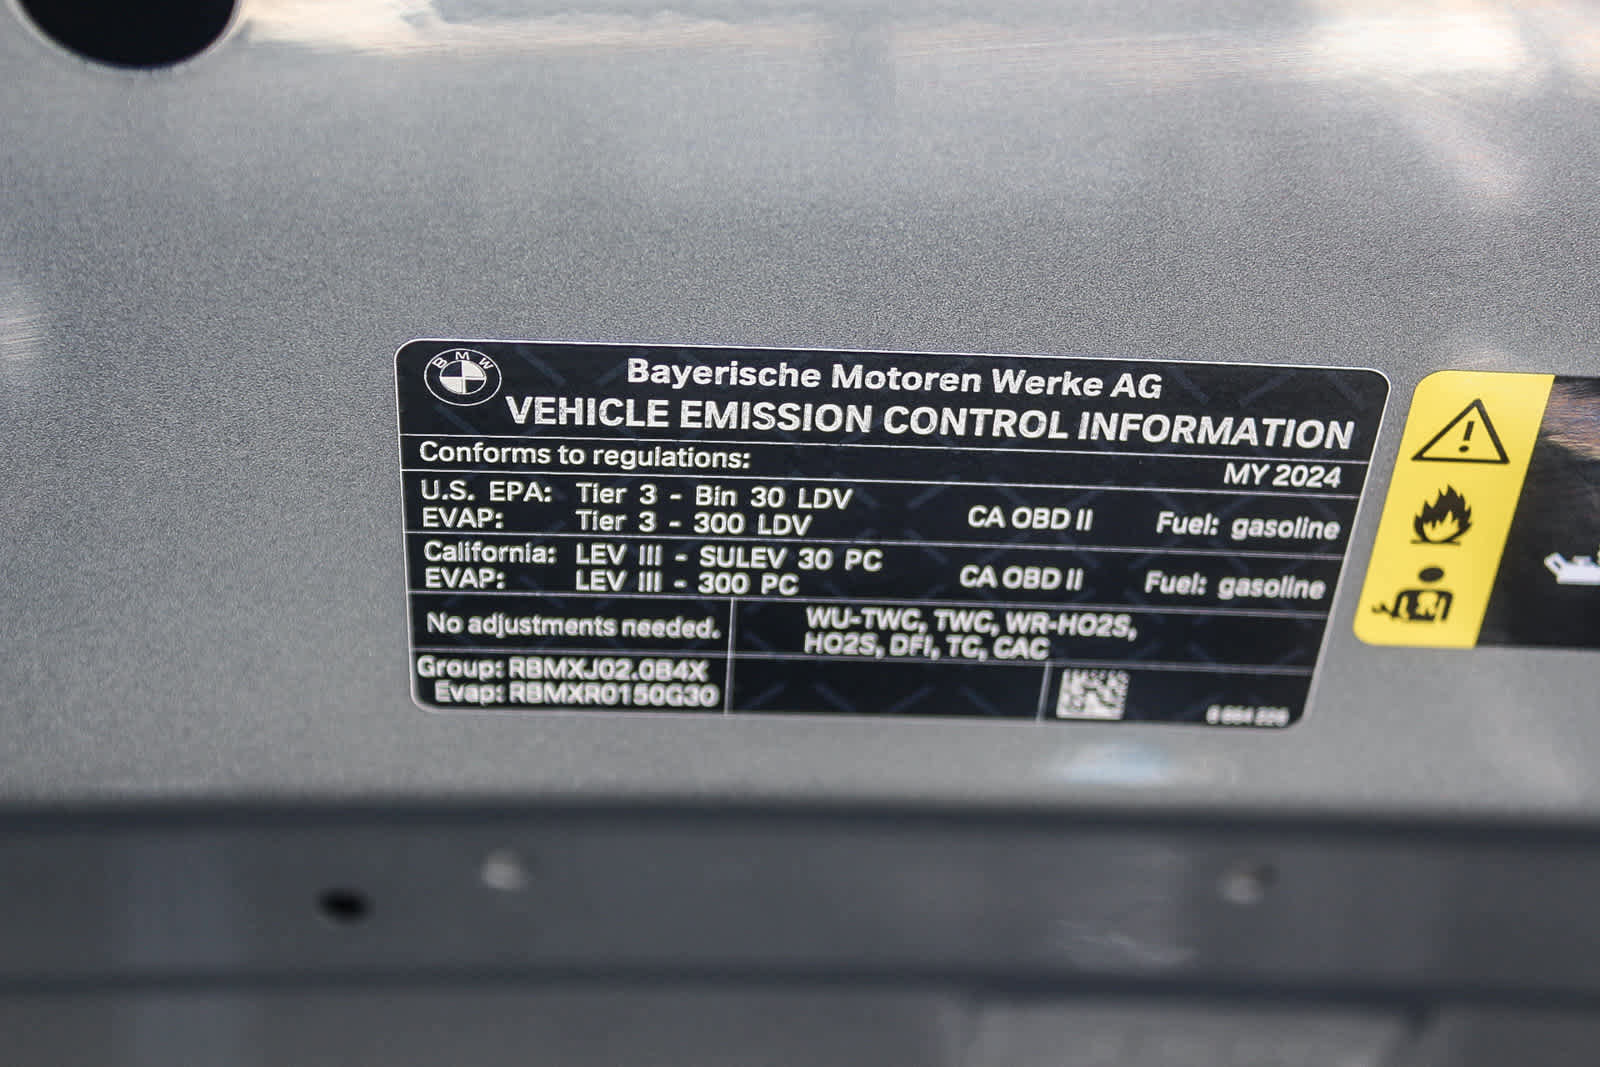 BMW
Bayerische Motoren Werke AG
VEHICLE EMISSION CONTROL INFORMATION
Conforms to regulations: MY 2024
U.S. EPA: Tier 3 - Bin 30 LDV
EVAP: Tier 3 - 300 LDV CA OBD II Fuel: gasoline
California: LEV III - SULEV 30 PC
EVAP: LEV III - 300 PC CA OBD II Fuel: gasoline
No adjustments needed.
WU-TWC, TWC, WR-HO2S,
HO2S, DFI, TC, CAC
Group: RBMXJ02.0B4X
Evap: RBMXR0150G30